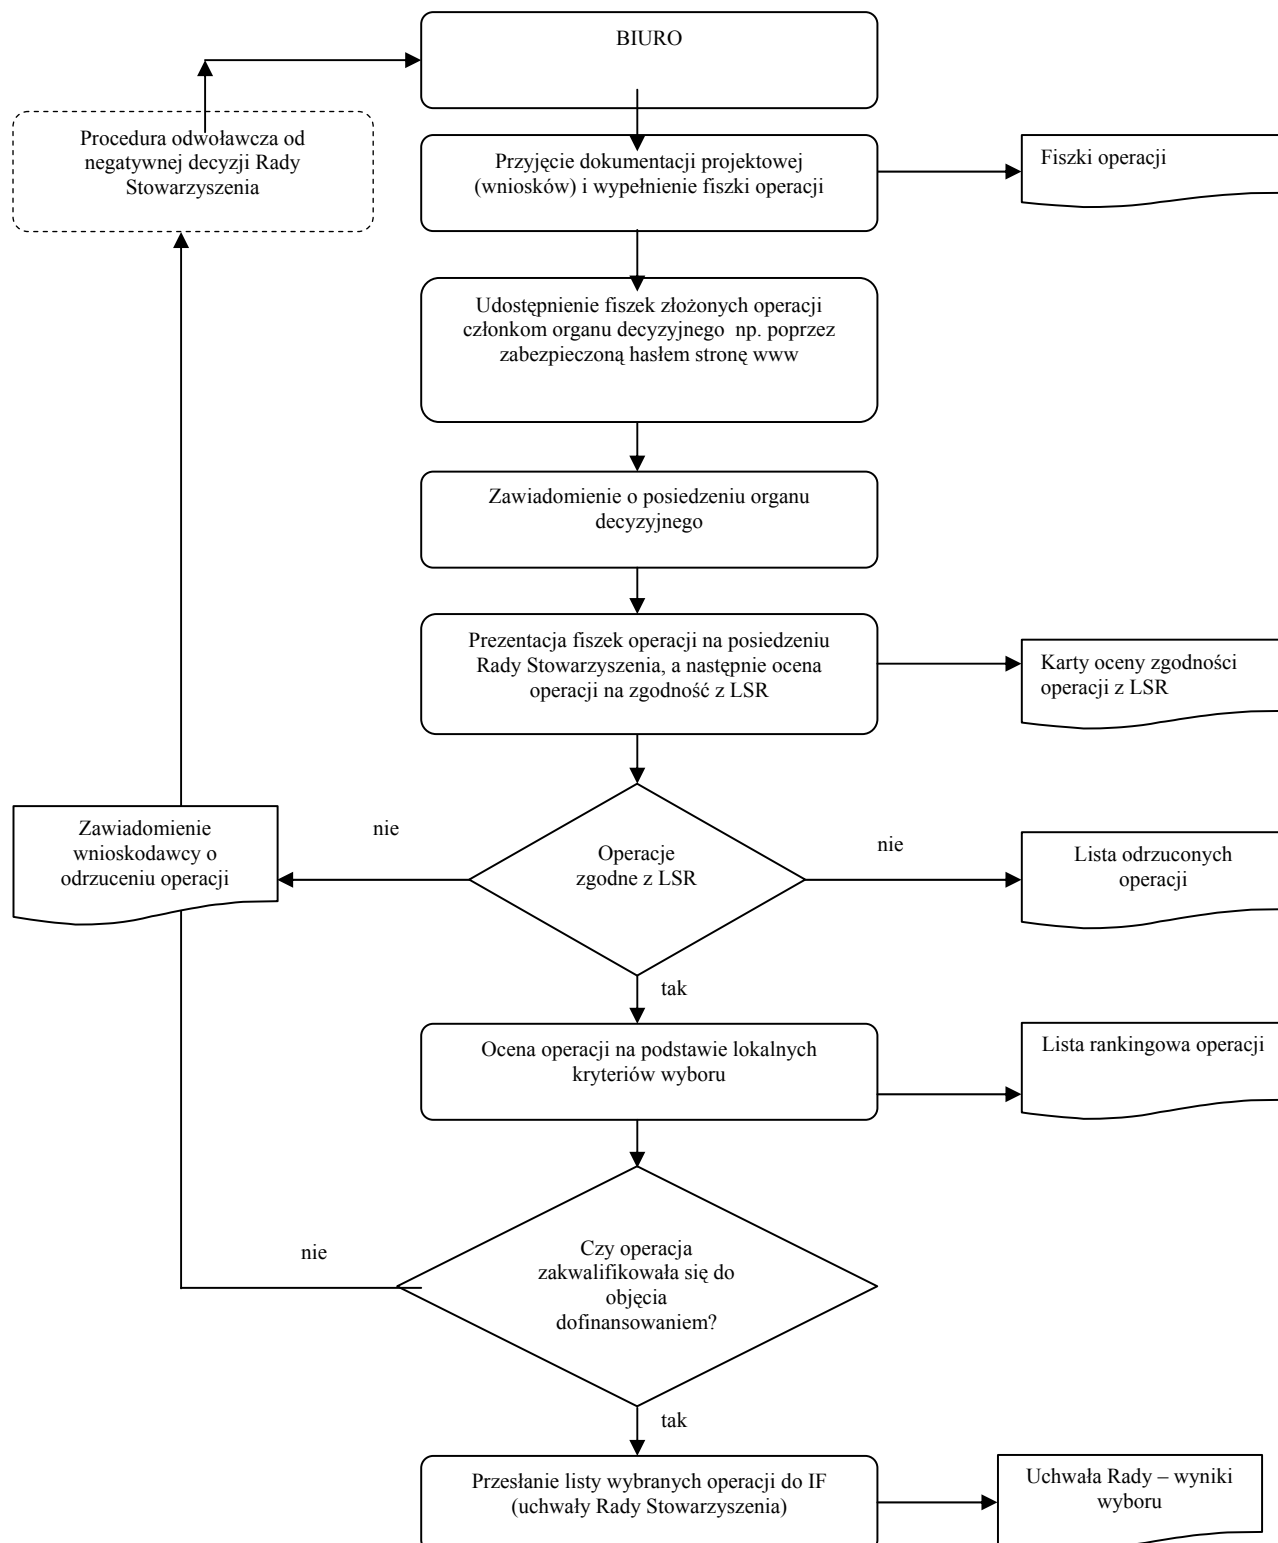 BIURO
Procedura odwoławcza od
negatywnej decyzji Rady
Stowarzyszenia
Przyjęcie dokumentacji projektowej
(wniosków) i wypełnienie fiszki operacji
Fiszki operacji
Udostępnienie fiszek złożonych operacji
członkom organu decyzyjnego  np. poprzez
zabezpieczoną hasłem stronę www
Zawiadomienie o posiedzeniu organu
decyzyjnego
Prezentacja fiszek operacji na posiedzeniu
Rady Stowarzyszenia, a następnie ocena
operacji na zgodność z LSR
Karty oceny zgodności
operacji z LSR
Zawiadomienie
wnioskodawcy o
odrzuceniu operacji
nie
Operacje
zgodne z LSR
nie
Lista odrzuconych
operacji
tak
Ocena operacji na podstawie lokalnych
kryteriów wyboru
Lista rankingowa operacji
nie
Czy operacja
zakwalifikowała się do
objęcia
dofinansowaniem?
tak
Przesłanie listy wybranych operacji do IF
(uchwały Rady Stowarzyszenia)
Uchwała Rady – wyniki
wyboru